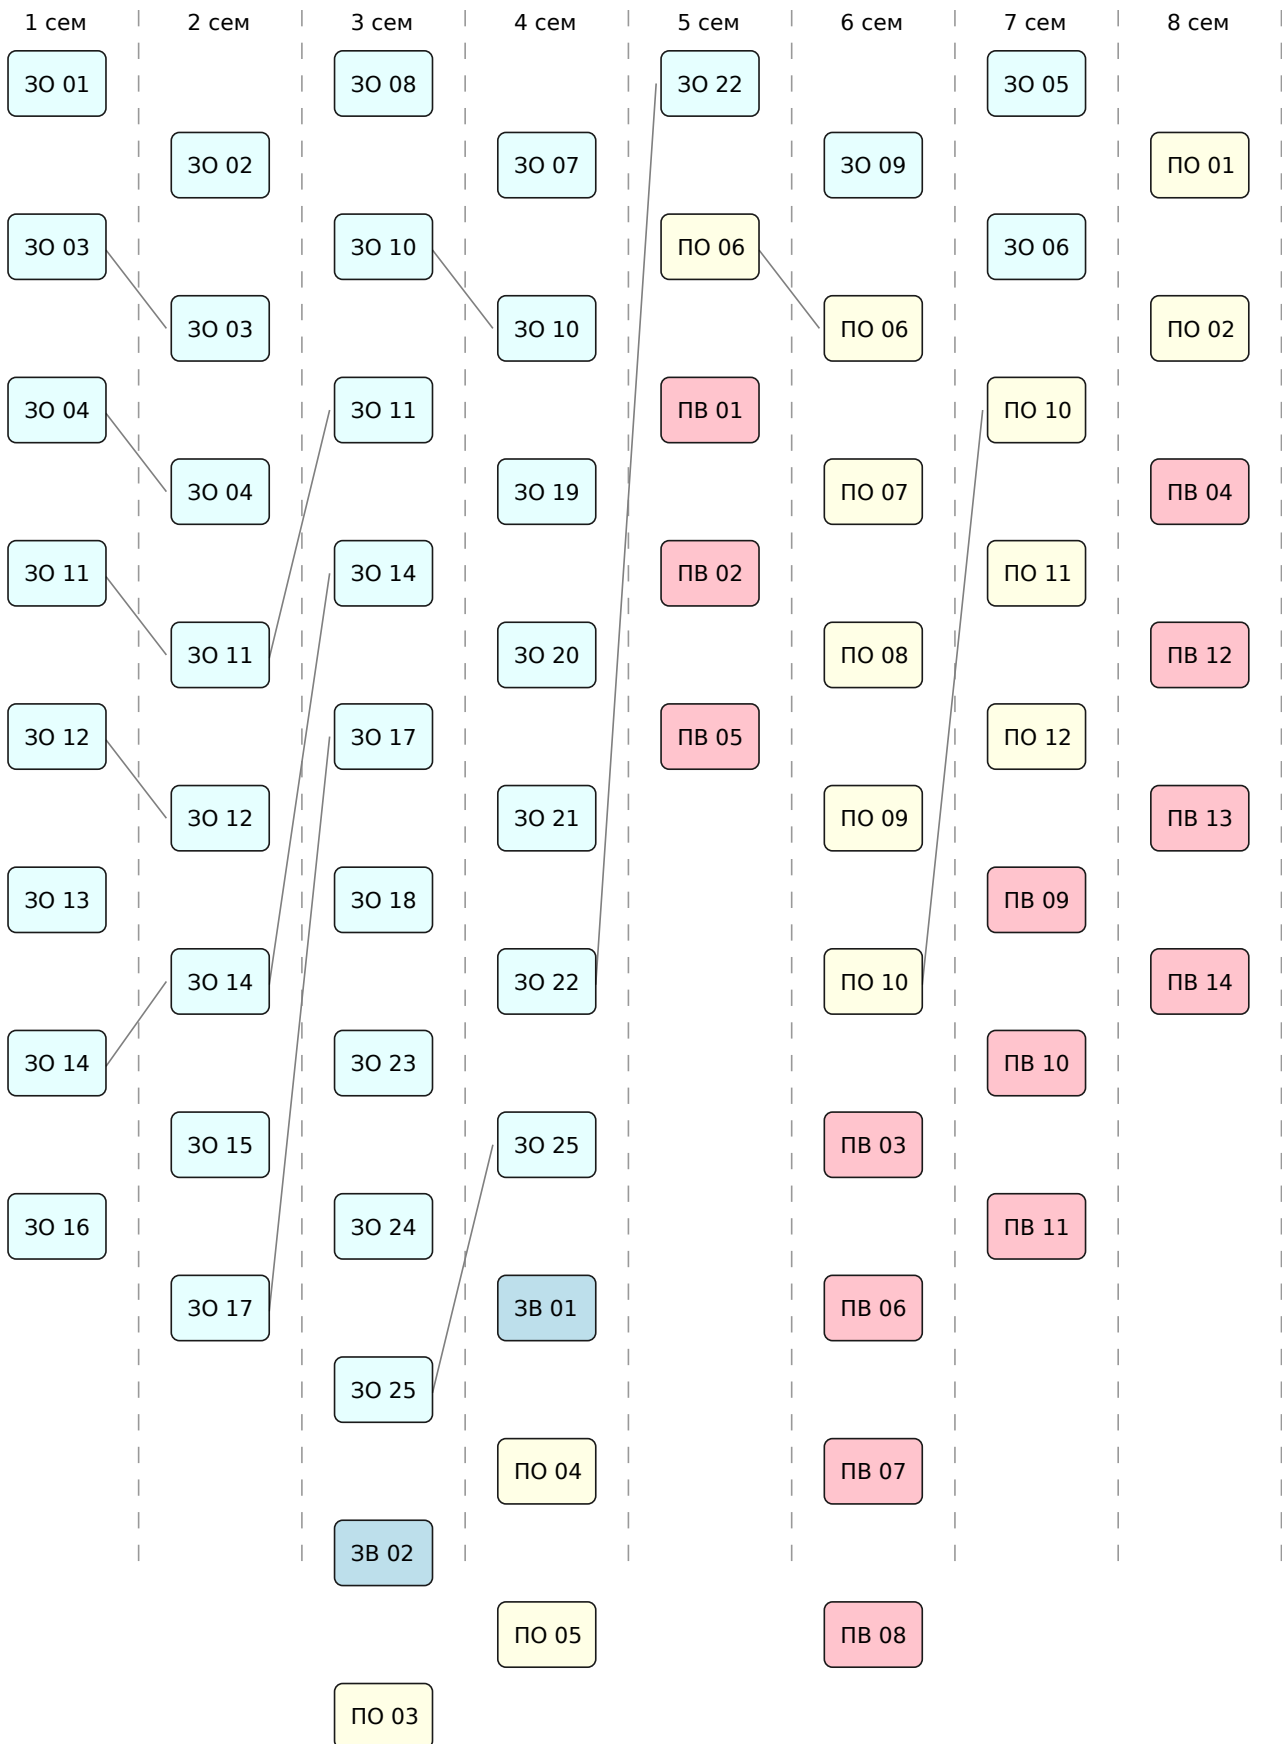 1 сем 2 сем 3 сем 4 сем 5 сем 6 сем 7 сем 8 сем
ЗО 01 ЗО 08 ЗО 22 ЗО 05
ЗО 02 ЗО 07 ЗО 09 ПО 01
ЗО 03 ЗО 10 ПО 06 ЗО 06
ЗО 03 ЗО 10 ПО 06 ПО 02
ЗО 04 ЗО 11 ПВ 01 ПО 10
ЗО 04 ЗО 19 ПО 07 ПВ 04
ЗО 11 ЗО 14 ПВ 02 ПО 11
ЗО 11 ЗО 20 ПО 08 ПВ 12
ЗО 12 ЗО 17 ПВ 05 ПО 12
ЗО 12 ЗО 21 ПО 09 ПВ 13
ЗО 13 ЗО 18 ПВ 09
ЗО 14 ЗО 22 ПО 10 ПВ 14
ЗО 14 ЗО 23 ПВ 10
ЗО 15 ЗО 25 ПВ 03
ЗО 16 ЗО 24 ПВ 11
ЗО 17 ЗВ 01 ПВ 06
ЗО 25
ПО 04 ПВ 07
ЗВ 02
ПО 05 ПВ 08
ПО 03